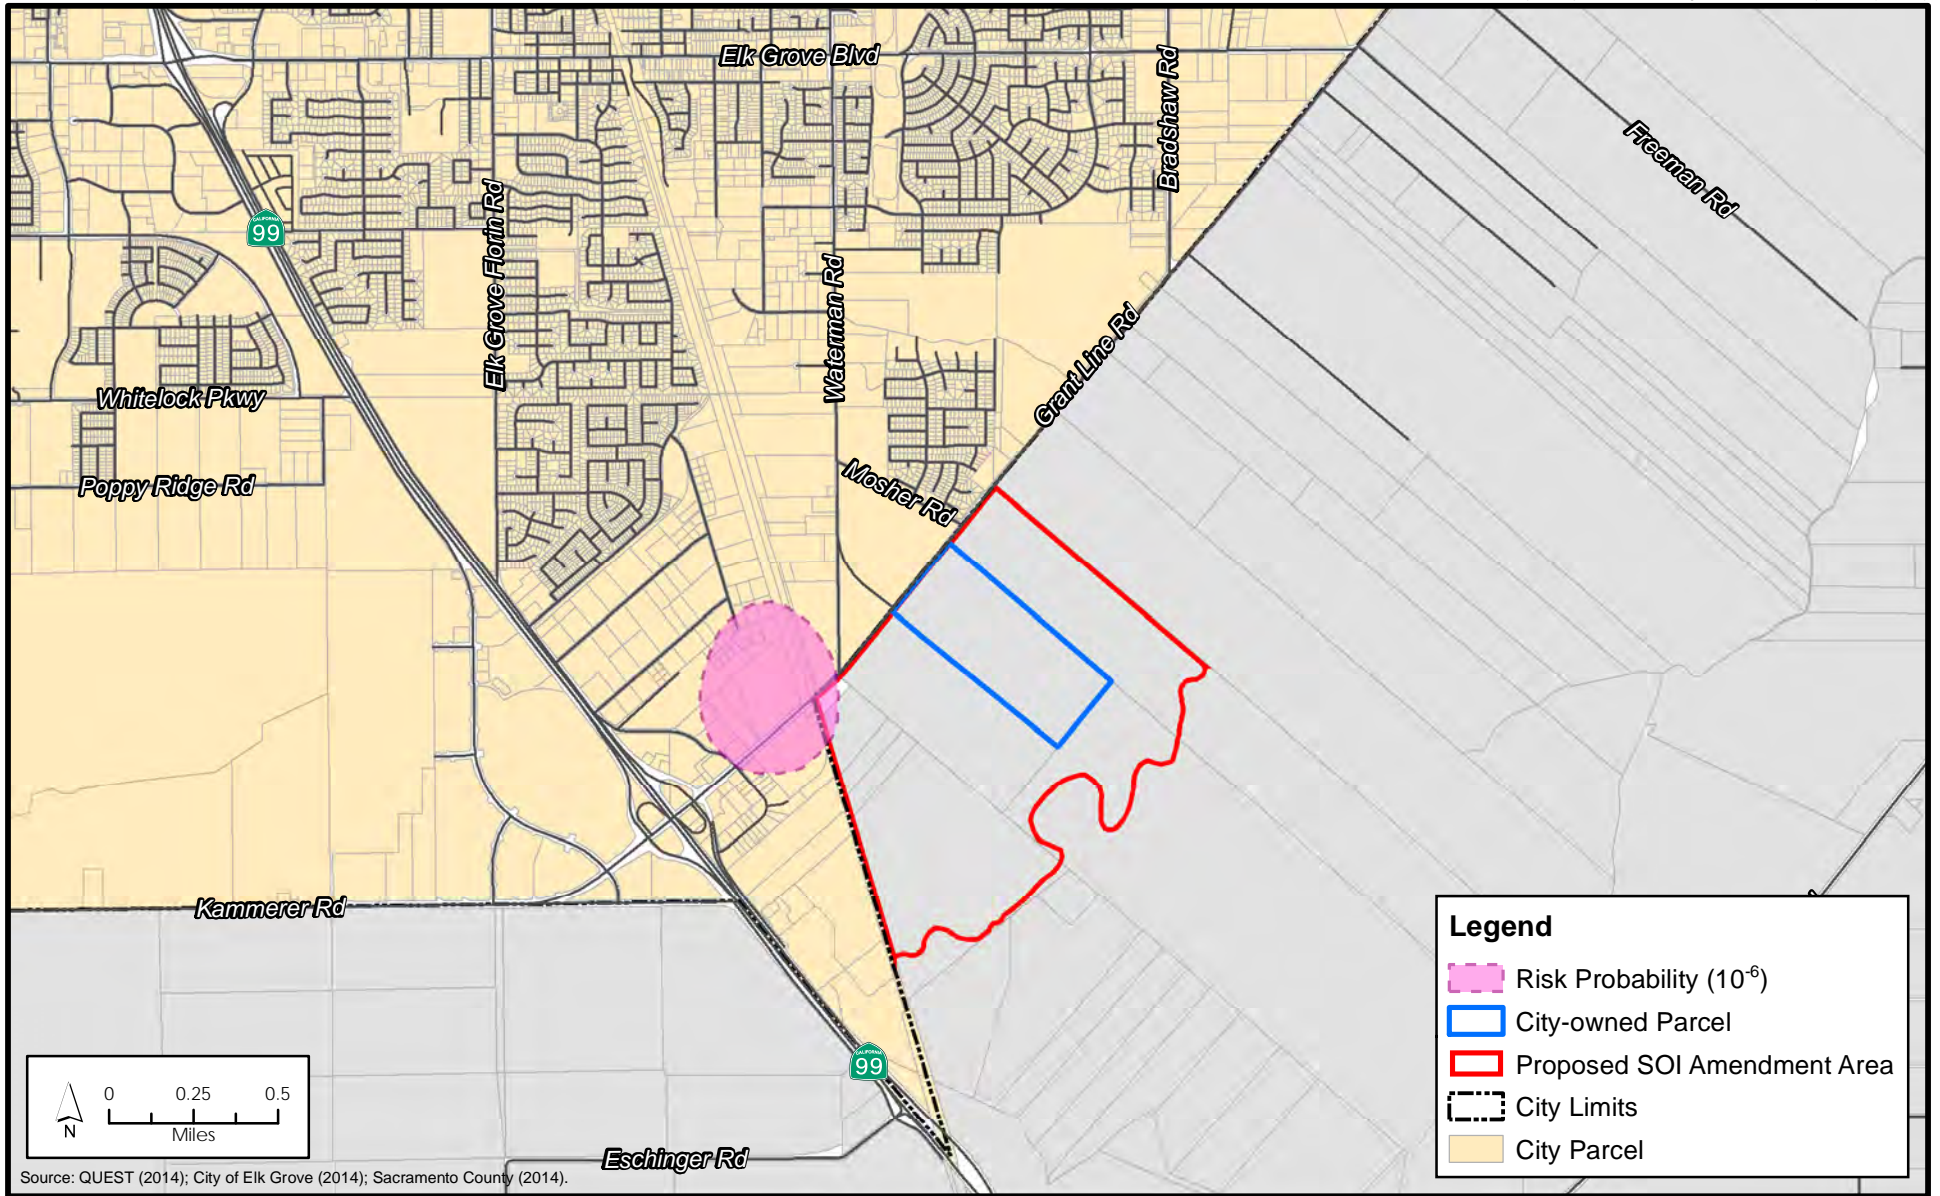 Elk Grove Blvd
Bradshaw Rd
Freeman Rd
CALIFORNIA
99
Elk Grove Florin Rd
Waterman Rd
Grant Line Rd
Whitelock Pkwy
Poppy Ridge Rd
Mosher Rd
Kammerer Rd
CALIFORNIA
99
Eschinger Rd
Legend
Risk Probability (10⁻⁶)
City-owned Parcel
Proposed SOI Amendment Area
City Limits
City Parcel
0 0.25 0.5
Miles
N
Source: QUEST (2014); City of Elk Grove (2014); Sacramento County (2014).